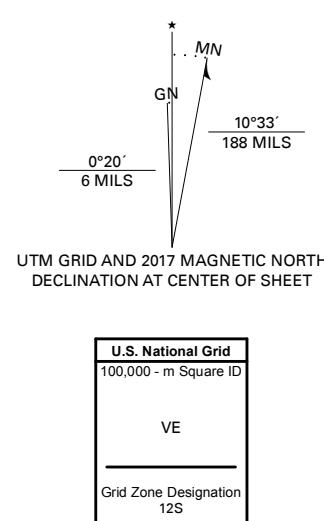 ★
MN
GN
10°33´
188 MILS
0°20´
6 MILS
UTM GRID AND 2017 MAGNETIC NORTH
DECLINATION AT CENTER OF SHEET
U.S. National Grid
100,000 - m Square ID
VE
Grid Zone Designation
12S